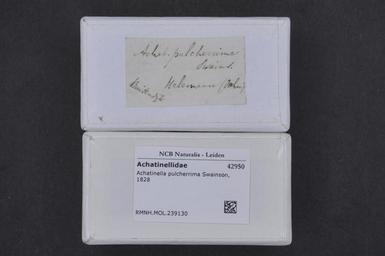 Achat. pulcherrima
Swains.
NCB Naturalis - Leiden
Achatinellidae 42950
Achatinella pulcherrima Swainson,
1828
RMNH.MOL.239130